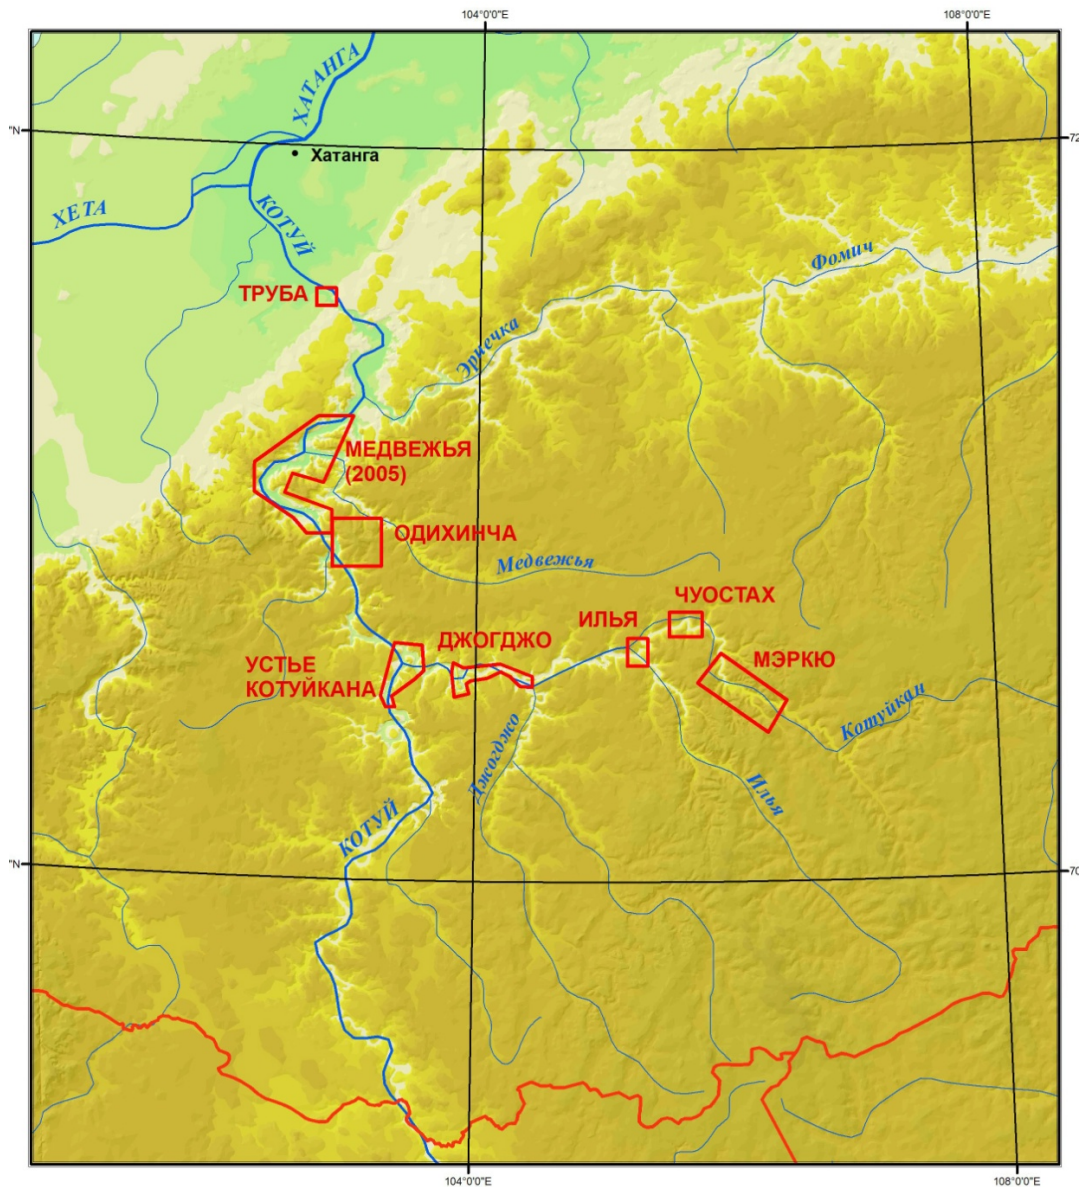 104°0'0"E
108°0'0"E
ХАТАНГА
"N
72
Хатанга
ХЕТА
КОТУЙ
Фомич
ТРУБА
Эриечка
МЕДВЕЖЬЯ
(2005)
ОДИХИНЧА
Медвежья
ЧУОСТАХ
ИЛЬЯ
ДЖОГДЖО
МЭРКЮ
УСТЬЕ
КОТУЙКАНА
Котуйкан
Джогджо
Илья
КОТУЙ
"N
70
104°0'0"E
108°0'0"E